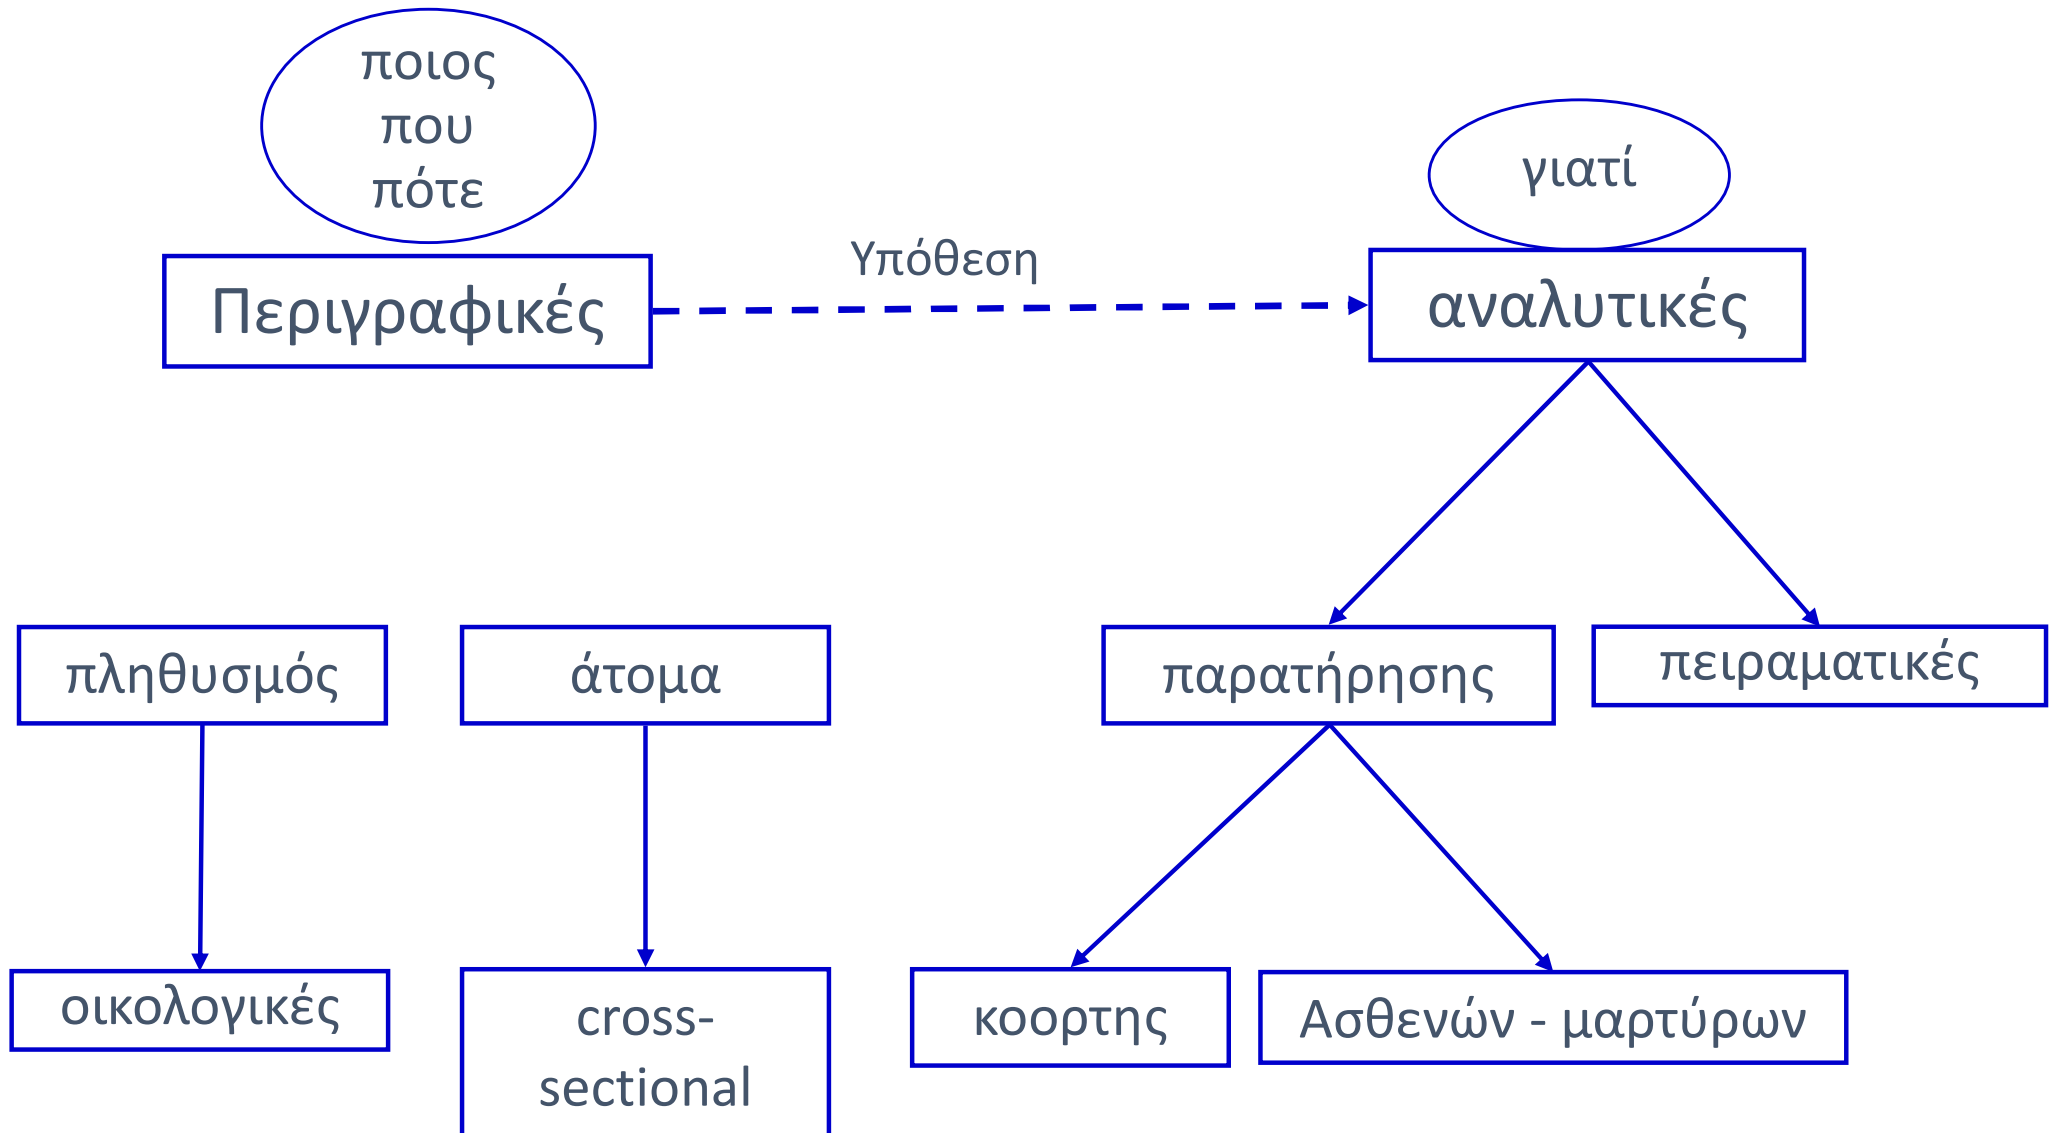 ποιος
που
πότε
γιατί
Υπόθεση
Περιγραφικές
αναλυτικές
πληθυσμός
άτομα
παρατήρησης
πειραματικές
οικολογικές
cross-
sectional
κοορτης
Ασθενών - μαρτύρων